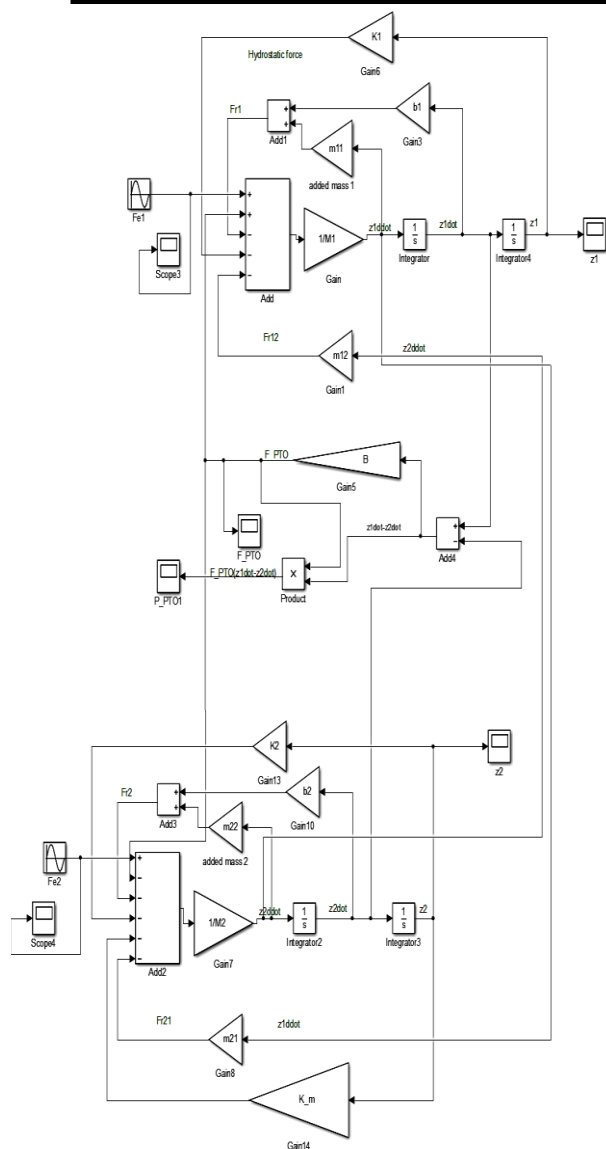 K1
Hydrostatic force
Gain6
Fr1
+
+
Add1
b1
Gain3
m11
added mass 1
Fe1
Scope3
+
+
−
−
−
Add
1/M1
Gain
z1ddot
1
s
Integrator
z1dot
1
s
Integrator4
z1
z1
Fr12
m12
Gain1
z2ddot
F_PTO
B
Gain5
F_PTO
z1dot-z2dot
+
−
Add4
P_PTO1
F_PTO(z1dot-z2dot)
X
Product
K2
Gain13
z2
Fr2
+
+
Add3
b2
Gain10
m22
added mass 2
Fe2
Scope4
+
−
−
−
−
−
Add2
1/M2
Gain7
z2ddot
1
s
Integrator2
z2dot
1
s
Integrator3
z2
Fr21
m21
Gain8
z1ddot
K_m
Gain14